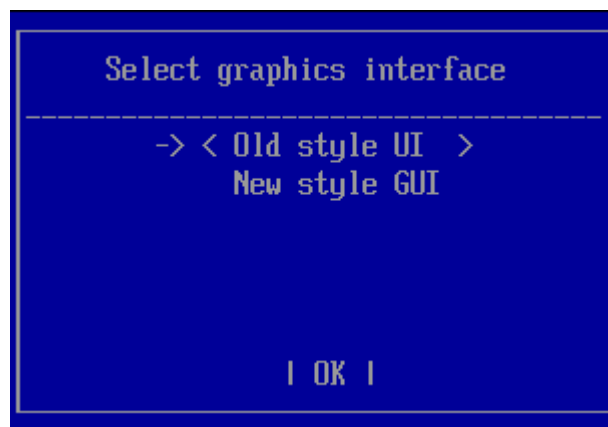 Select graphics interface
-> < Old style UI >
New style GUI
| OK |